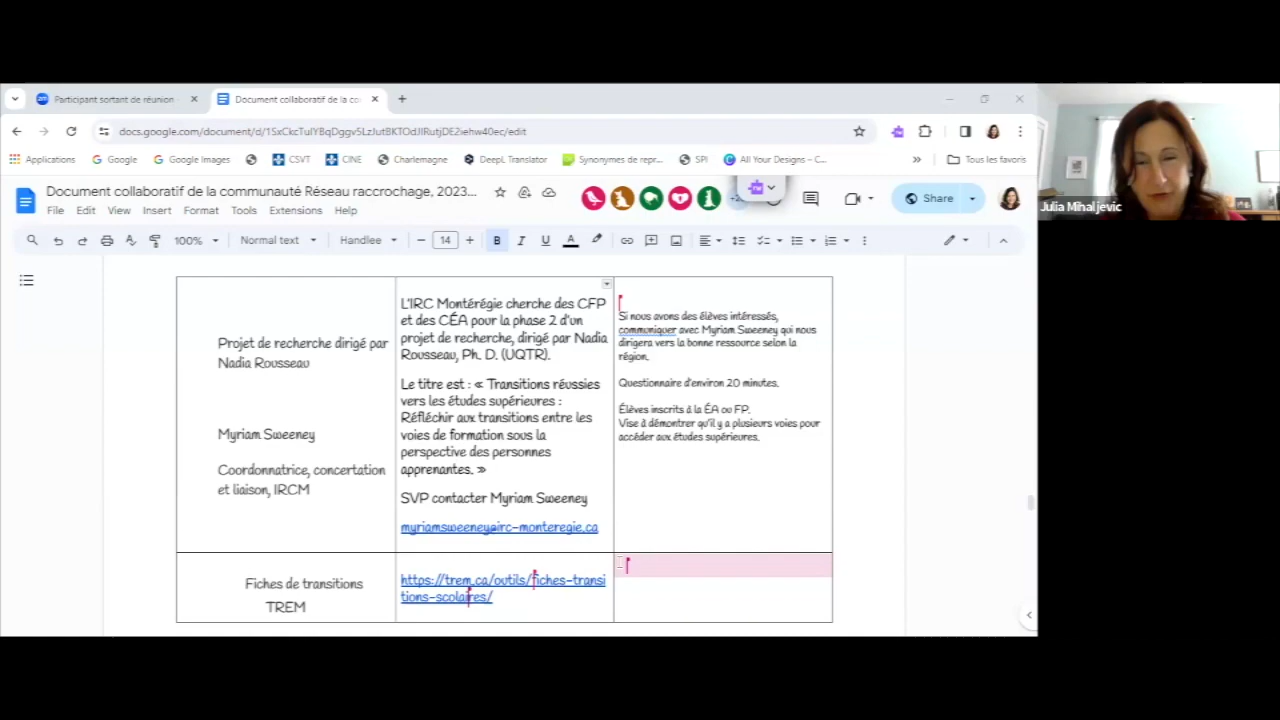 Participant sortant de réunion
Document collaboratif de la co
docs.google.com/document/d/1SxCkcTulYBqDggv5LzJutBKTOdJIRutjDE2iehw40ec/edit
Applications
Google
Google Images
CSVT
CINE
Charlemagne
DeepL Translator
Synonymes de repr...
SPI
All Your Designs – C...
»
Tous les favoris
Document collaboratif de la communauté Réseau raccrochage, 2023...
File Edit View Insert Format Tools Extensions Help
Share
100%
Normal text
Handlee
14
B I U A
Projet de recherche dirigé par
Nadia Rousseau
Myriam Sweeney
Coordonnatrice, concertation
et liaison, IRCM
L'IRC Montérégie cherche des CFP
et des CÉA pour la phase 2 d'un
projet de recherche, dirigé par Nadia
Rousseau, Ph. D. (UQTR).
Le titre est : « Transitions réussies
vers les études supérieures :
Réfléchir aux transitions entre les
voies de formation sous la
perspective des personnes
apprenantes. »
SVP contacter Myriam Sweeney
myriamsweeney@irc-monteregie.ca
Si nous avons des élèves intéressés,
communiquer avec Myriam Sweeney qui nous
dirigera vers la bonne ressource selon la
région.
Questionnaire d'environ 20 minutes.
Élèves inscrits à la ÉA ou FP.
Vise à démontrer qu'il y a plusieurs voies pour
accéder aux études supérieures.
Fiches de transitions
TREM
https://trem.ca/outils/fiches-transi
tions-scolaires/
Julia Mihaljevic